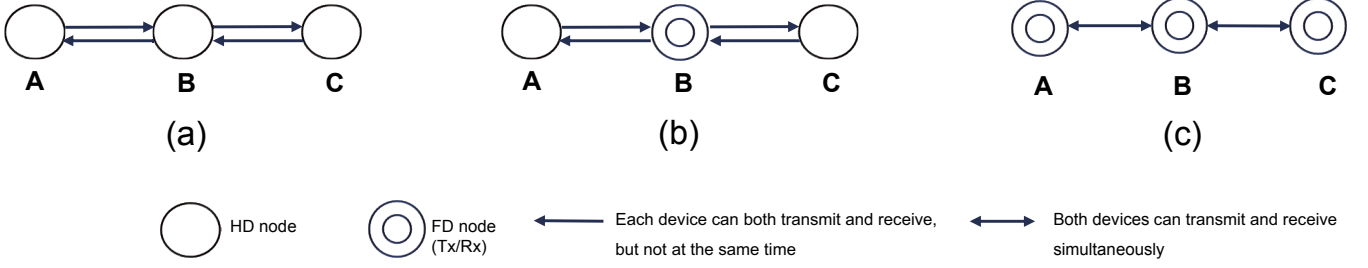 A B C
A B C
A B C
(a)
(b)
(c)
HD node
FD node
(Tx/Rx)
Each device can both transmit and receive,
but not at the same time
Both devices can transmit and receive
simultaneously